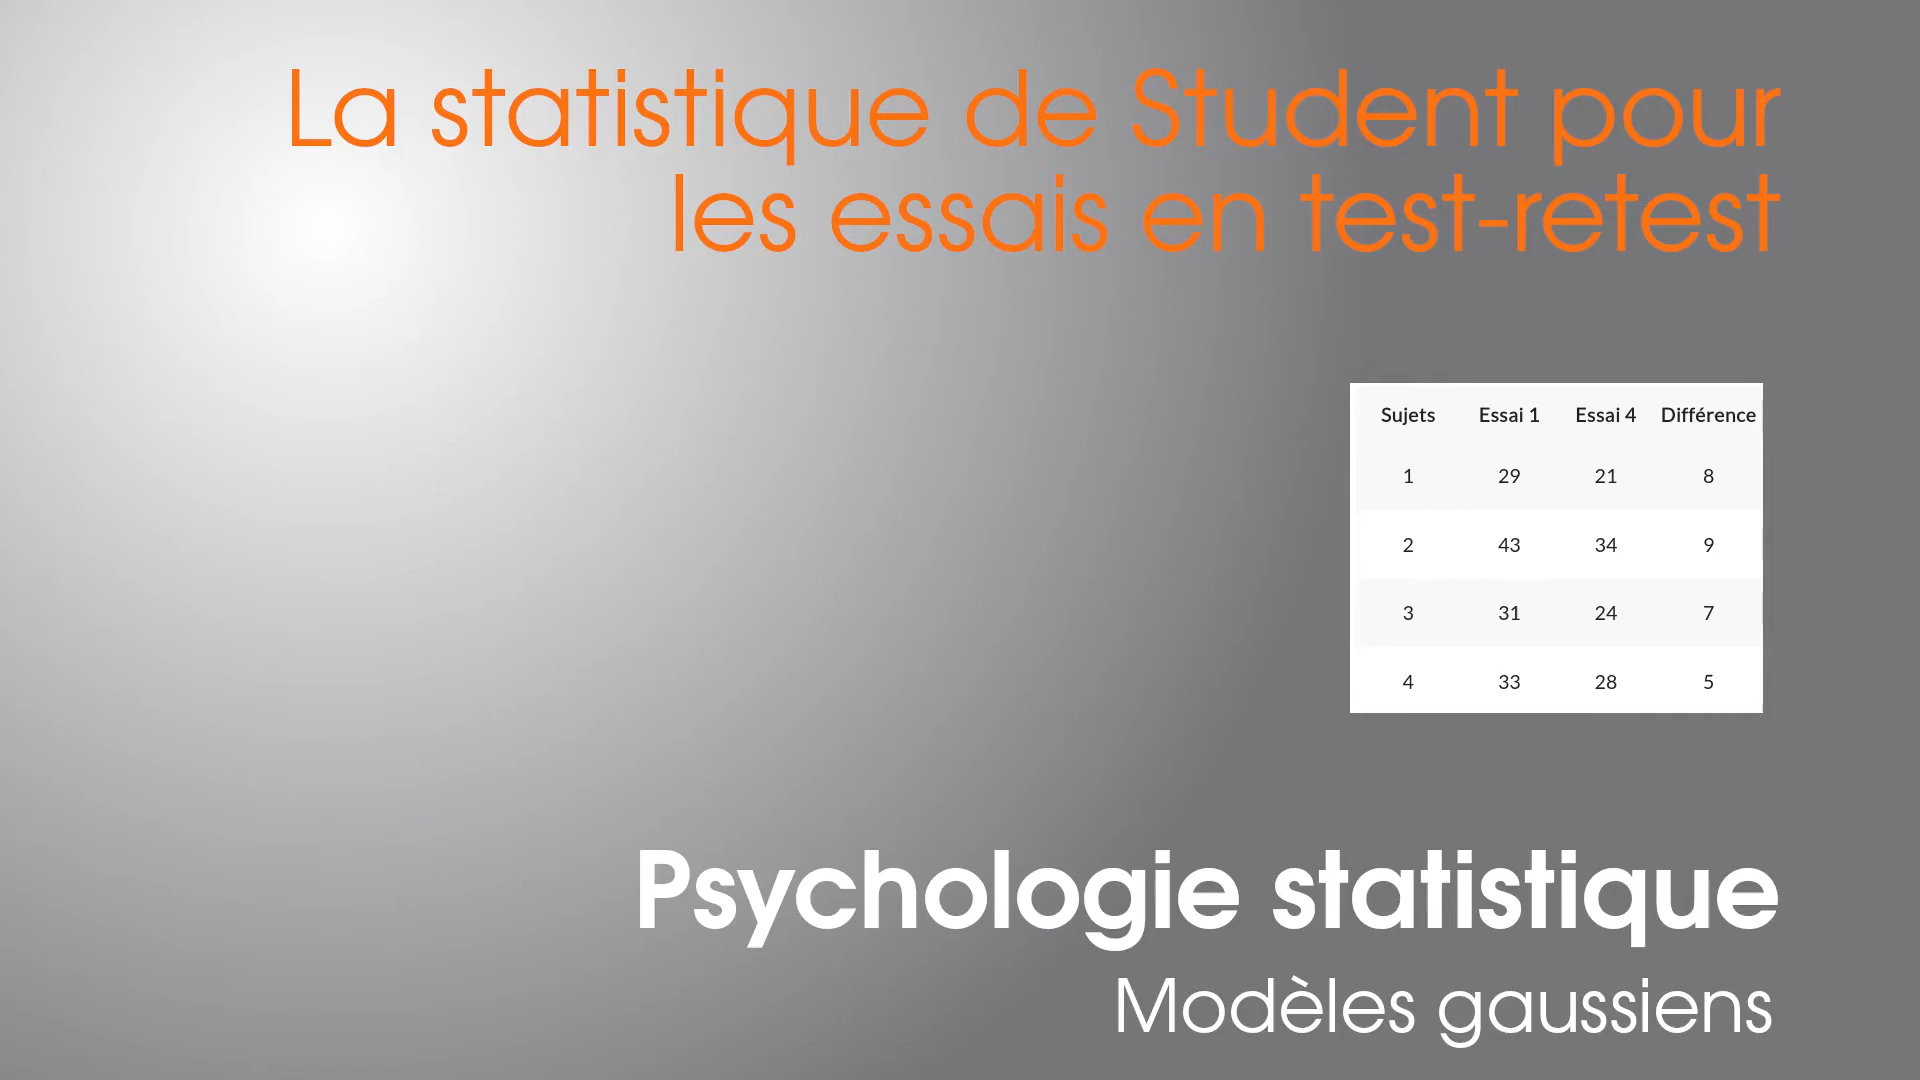 La statistique de Student pour
les essais en test-retest
Sujets Essai 1 Essai 4 Différence
1 29 21 8
2 43 34 9
3 31 24 7
4 33 28 5
Psychologie statistique
Modèles gaussiens